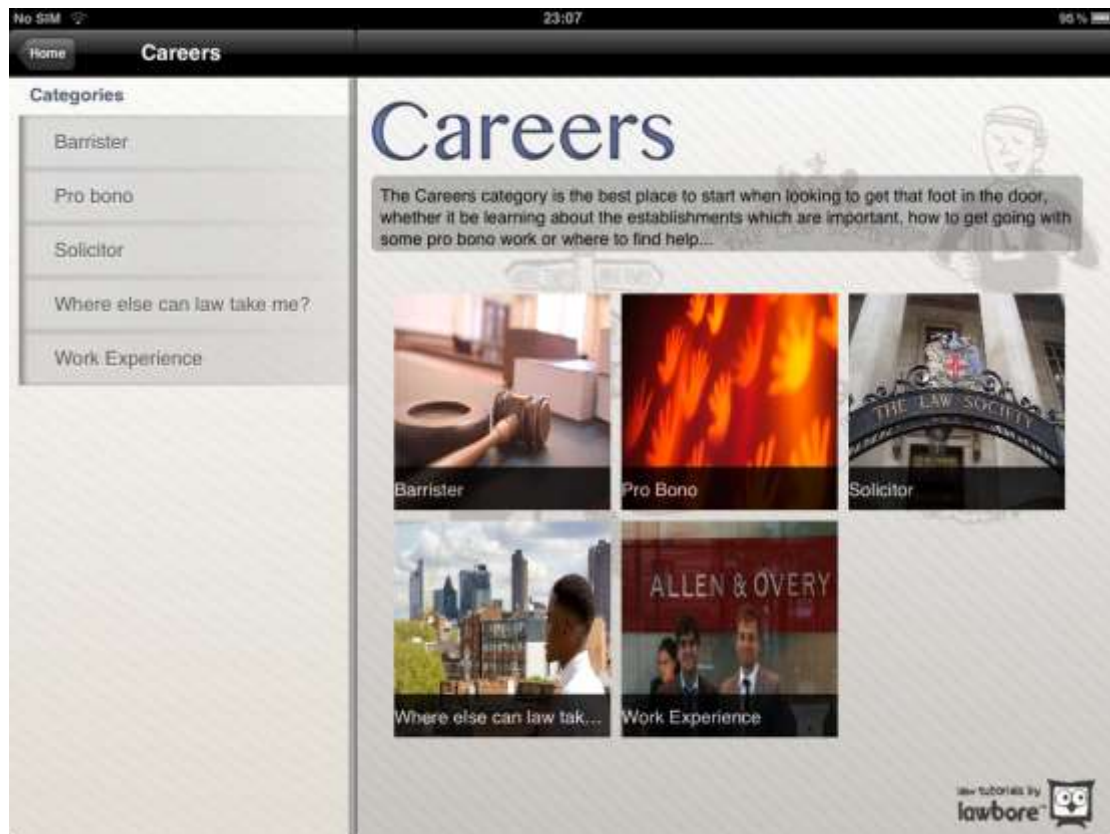 No SIM
23:07
95 %
Home
Careers
Categories
Barrister
Pro bono
Solicitor
Where else can law take me?
Work Experience
Careers
The Careers category is the best place to start when looking to get that foot in the door,
whether it be learning about the establishments which are important, how to get going with
some pro bono work or where to find help...
THE LAW SOCIETY
Barrister
Pro Bono
Solicitor
ALLEN & OVERY
Where else can law tak...
Work Experience
law tutorials by
lawbore